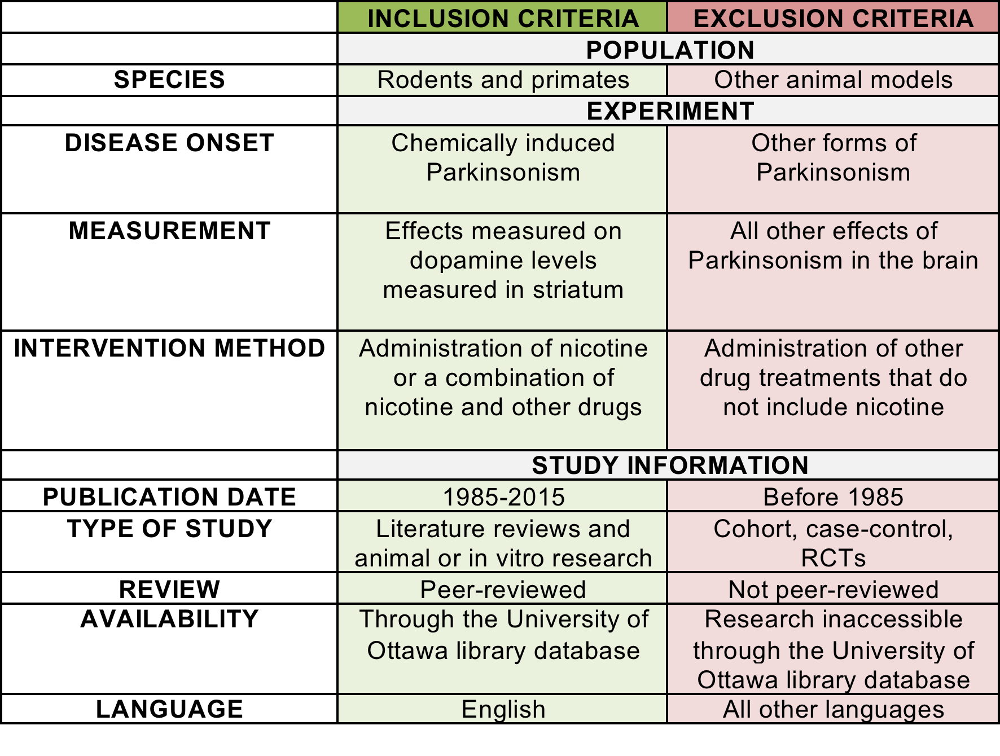 INCLUSION CRITERIA EXCLUSION CRITERIA
POPULATION
SPECIES Rodents and primates Other animal models
EXPERIMENT
DISEASE ONSET Chemically induced Other forms of
Parkinsonism Parkinsonism
MEASUREMENT Effects measured on All other effects of
dopamine levels Parkinsonism in the brain
measured in striatum
INTERVENTION METHOD Administration of nicotine Administration of other
or a combination of drug treatments that do
nicotine and other drugs not include nicotine
STUDY INFORMATION
PUBLICATION DATE 1985-2015 Before 1985
TYPE OF STUDY Literature reviews and Cohort, case-control,
animal or in vitro research RCTs
REVIEW Peer-reviewed Not peer-reviewed
AVAILABILITY Through the University of Research inaccessible
Ottawa library database through the University of
Ottawa library database
LANGUAGE English All other languages